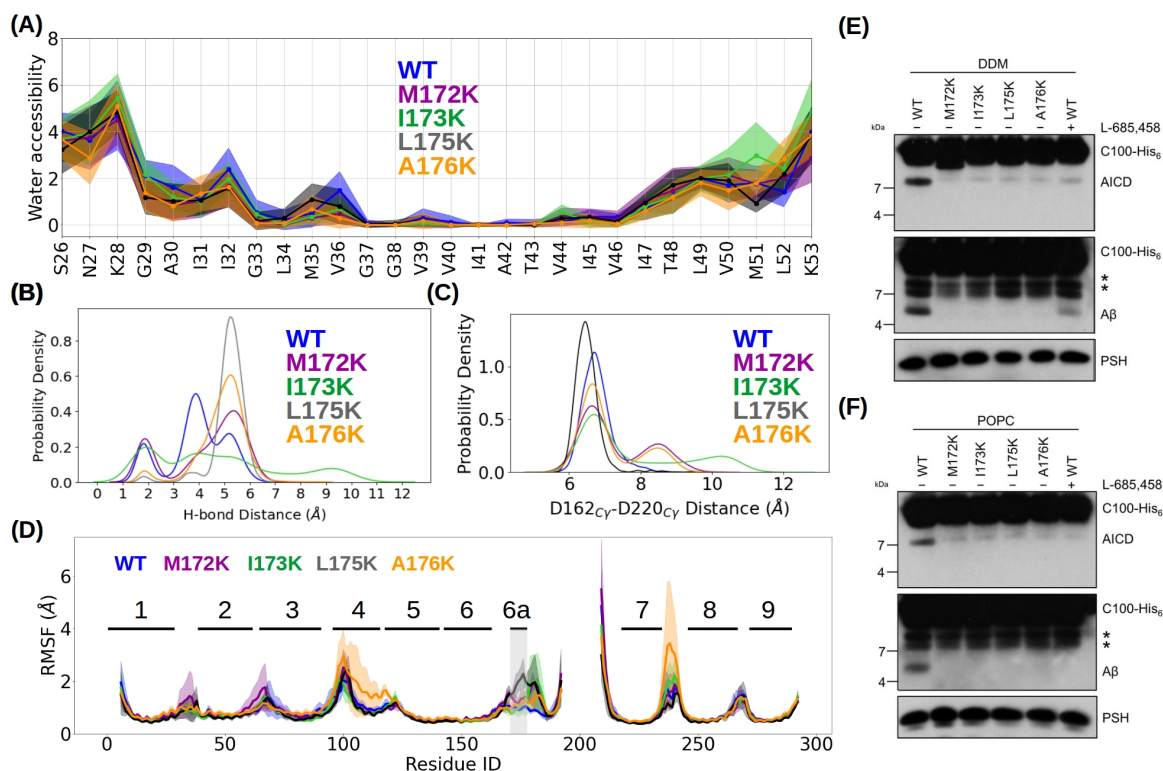 (A)
Water accessibility
8
6
4
2
0
WT
M172K
I173K
L175K
A176K
S26 N27 K28 G29 A30 I31 I32 G33 L34 M35 V36 G37 G38 V39 V40 I41 A42 T43 V44 I45 V46 I47 T48 L49 V50 M51 L52 K53
(B)
Probability Density
0.8
0.6
0.4
0.2
0.0
WT
M172K
I173K
L175K
A176K
0 1 2 3 4 5 6 7 8 9 10 11 12
H-bond Distance (Å)
(C)
Probability Density
1.0
0.5
0.0
WT
M172K
I173K
L175K
A176K
6 8 10 12
D162Cγ-D220Cγ Distance (Å)
(D)
RMSF (Å)
6
4
2
0
WT M172K I173K L175K A176K
1 2 3 4 5 6 6a 7 8 9
0 50 100 150 200 250 300
Residue ID
(E)
DDM
WT M172K I173K L175K A176K WT
− − − − − + L-685,458
kDa
C100-His6
7
AICD
4
C100-His6
*
*
7
Aβ
4
PSH
(F)
POPC
WT M172K I173K L175K A176K WT
− − − − − + L-685,458
kDa
C100-His6
7
AICD
4
C100-His6
*
*
7
Aβ
4
PSH